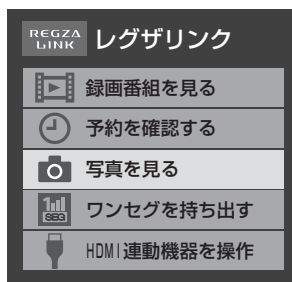 REGZA LINK レグザリンク
録画番組を見る
予約を確認する
写真を見る
1seg ワンセグを持ち出す
HDMI連動機器を操作